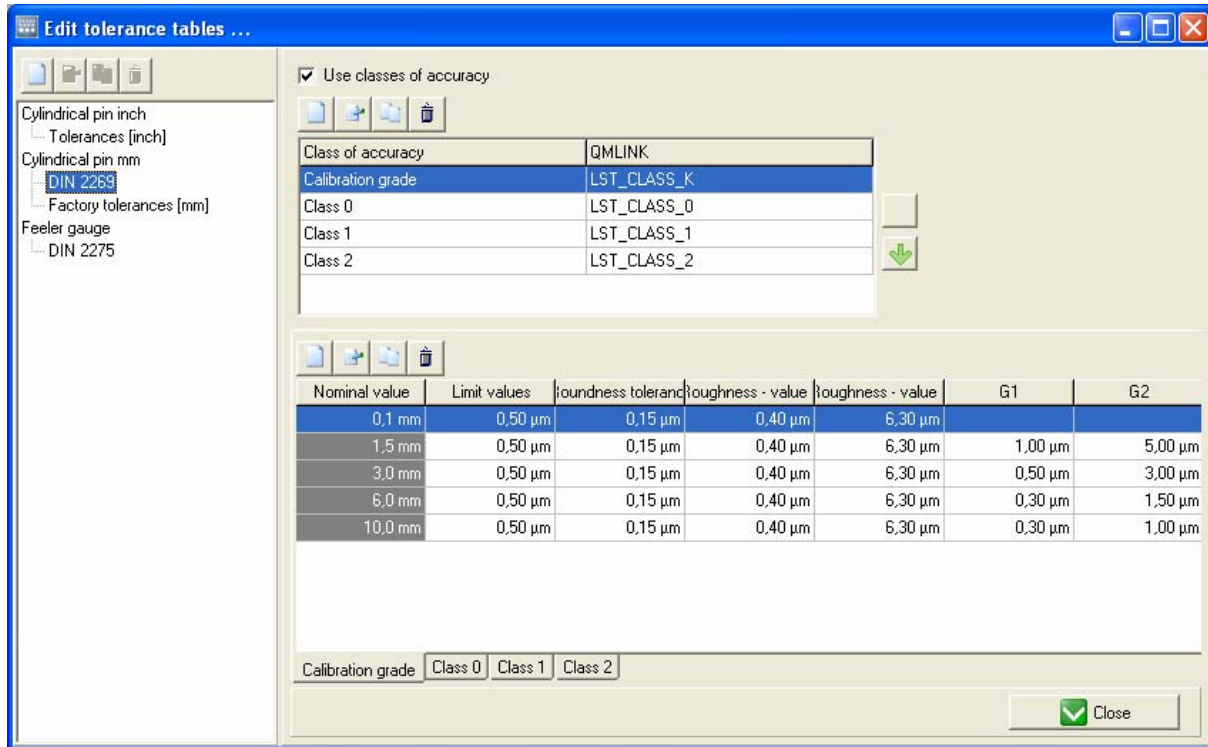 Edit tolerance tables ...
Use classes of accuracy
Cylindrical pin inch
Tolerances [inch]
Cylindrical pin mm
DIN 2269
Factory tolerances [mm]
Feeler gauge
DIN 2275
Class of accuracy QMLINK
Calibration grade LST_CLASS_K
Class 0 LST_CLASS_0
Class 1 LST_CLASS_1
Class 2 LST_CLASS_2
Nominal value Limit values oundness toleranc oughness - value oughness - value G1 G2
0,1 mm 0,50 µm 0,15 µm 0,40 µm 6,30 µm
1,5 mm 0,50 µm 0,15 µm 0,40 µm 6,30 µm 1,00 µm 5,00 µm
3,0 mm 0,50 µm 0,15 µm 0,40 µm 6,30 µm 0,50 µm 3,00 µm
6,0 mm 0,50 µm 0,15 µm 0,40 µm 6,30 µm 0,30 µm 1,50 µm
10,0 mm 0,50 µm 0,15 µm 0,40 µm 6,30 µm 0,30 µm 1,00 µm
Calibration grade Class 0 Class 1 Class 2
Close